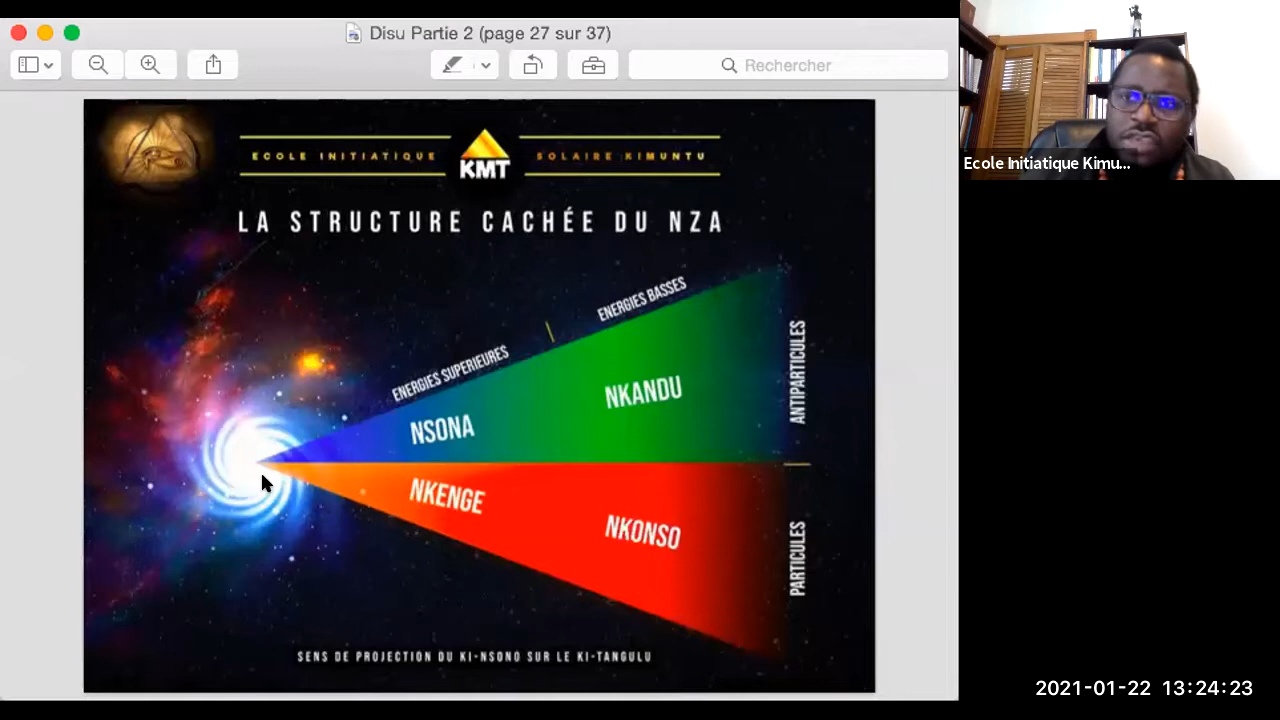 Disu Partie 2 (page 27 sur 37)
Rechercher
ECOLE INITIATIQUE KMT SOLAIRE KIMUNTU
LA STRUCTURE CACHÉE DU NZA
ENERGIES BASSES
ENERGIES SUPERIEURES
ANTIPARTICULES
NKANDU
NSONA
NKENGE
NKONSO
PARTICULES
SENS DE PROJECTION DU KI-NSONO SUR LE KI-TANGULU
Ecole Initiatique Kimu...
2021-01-22 13:24:23